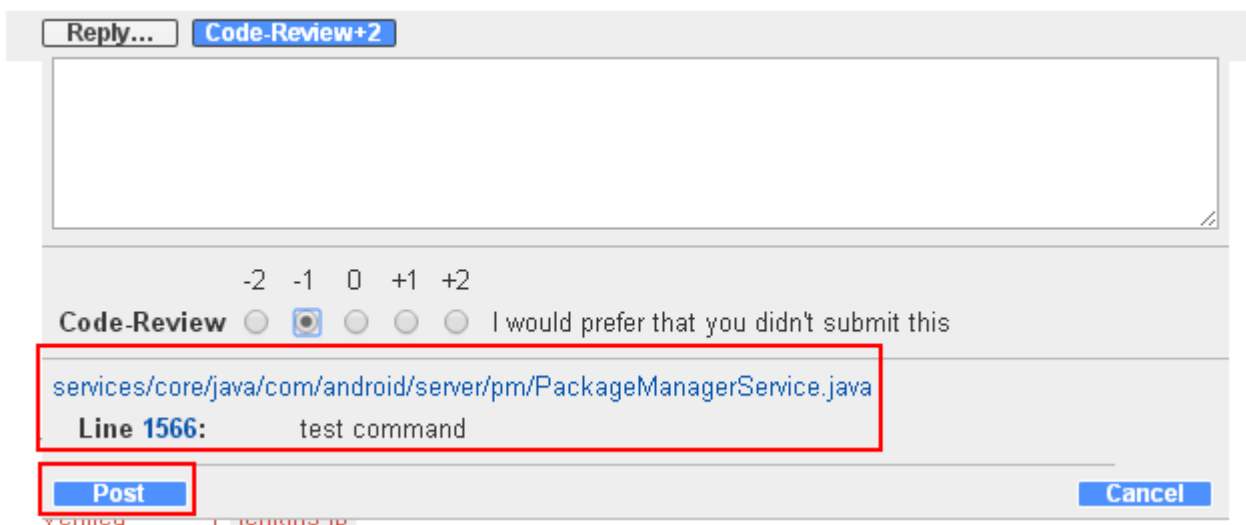 Reply... Code-Review+2
-2 -1 0 +1 +2
Code-Review I would prefer that you didn't submit this
services/core/java/com/android/server/pm/PackageManagerService.java
Line 1566: test command
Post Cancel